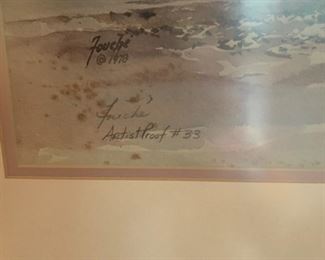 Fouché
© 1978
Fouché
Artist Proof # 33